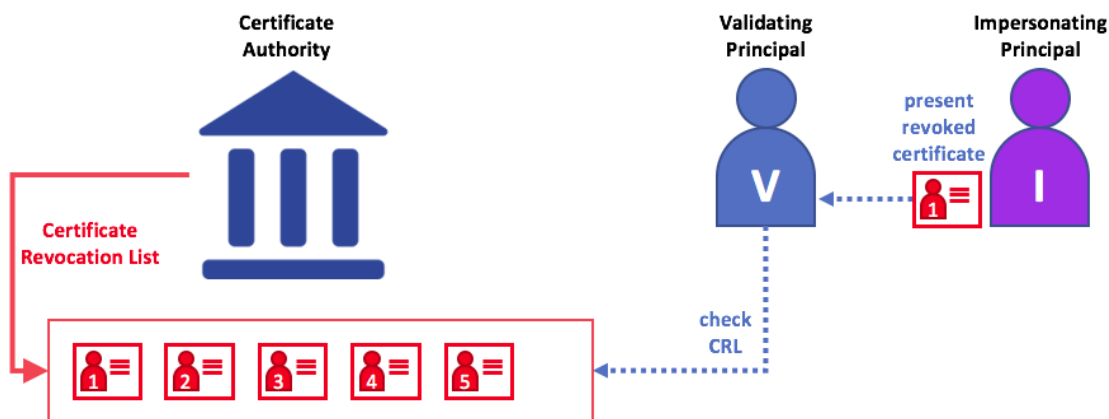 Certificate
Authority
Validating
Principal
Impersonating
Principal
present
revoked
certificate
V
1
I
Certificate
Revocation List
check
CRL
1
2
3
4
5